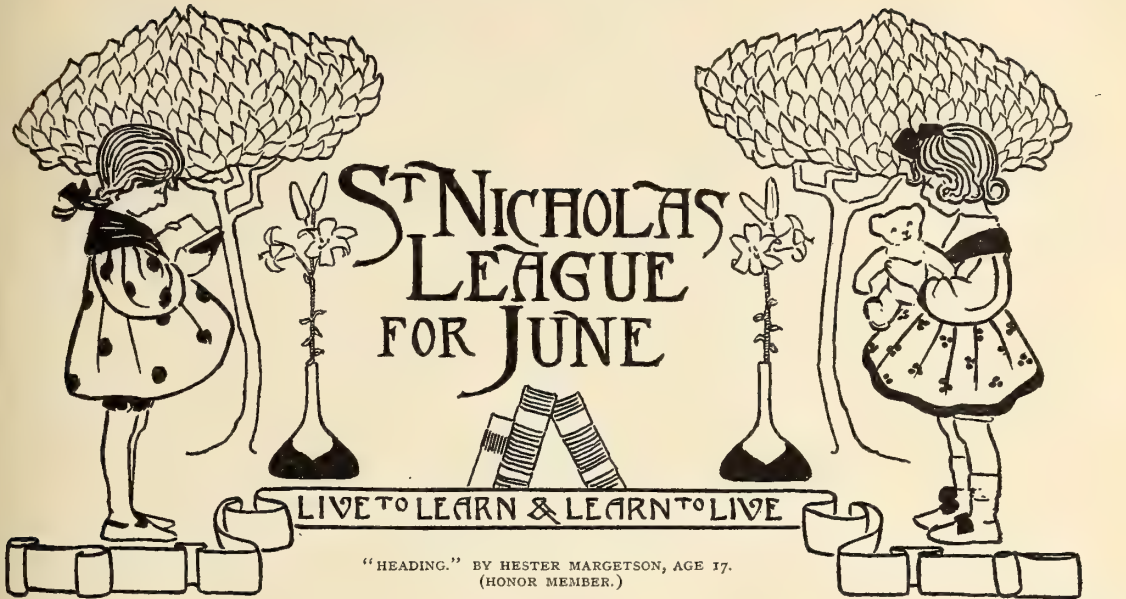 ST NICHOLAS
LEAGUE
FOR JUNE
LIVE TO LEARN & LEARN TO LIVE
"HEADING." BY HESTER MARGETSON, AGE 17.
(HONOR MEMBER.)